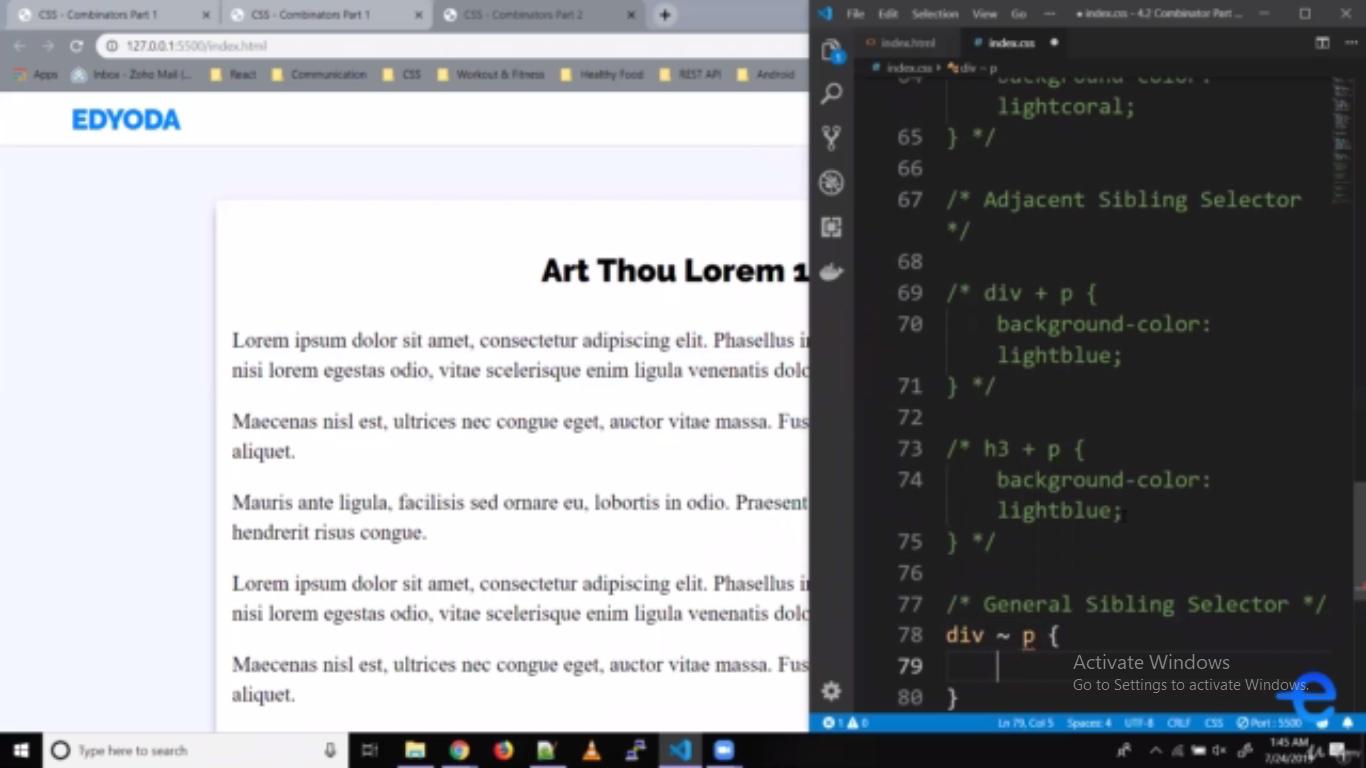 CSS - Combinators Part 1
CSS - Combinators Part 1
CSS - Combinators Part 2
127.0.0.1:5500/index.html
Apps
Inbox - Zoho Mail (...
React
Communication
CSS
Workout & Fitness
Healthy Food
REST API
Android
EDYODA
Art Thou Lorem 1
Lorem ipsum dolor sit amet, consectetur adipiscing elit. Phasellus
nisi lorem egestas odio, vitae scelerisque enim ligula venenatis
Maecenas nisl est, ultrices nec congue eget, auctor vitae massa. Fus
aliquet.
Mauris ante ligula, facilisis sed ornare eu, lobortis in odio. Praesent
hendrerit risus congue.
Lorem ipsum dolor sit amet, consectetur adipiscing elit. Phasellus
nisi lorem egestas odio, vitae scelerisque enim ligula venenatis
Maecenas nisl est, ultrices nec congue eget, auctor vitae massa. Fus
aliquet.
File Edit Selection View Go ··· ● index.css - 4.2 Combinator Part ...
index.html
index.css
index.css › div ~ p
64 background-color:
lightcoral;
65 } */
66
67 /* Adjacent Sibling Selector
*/
68
69 /* div + p {
70 background-color:
lightblue;
71 } */
72
73 /* h3 + p {
74 background-color:
lightblue;
75 } */
76
77 /* General Sibling Selector */
78 div ~ p {
79
80 }
Activate Windows
Go to Settings to activate Windows.
1 0 Ln 79, Col 5 Spaces: 4 UTF-8 CRLF CSS Port : 5500
Type here to search
1:45 AM